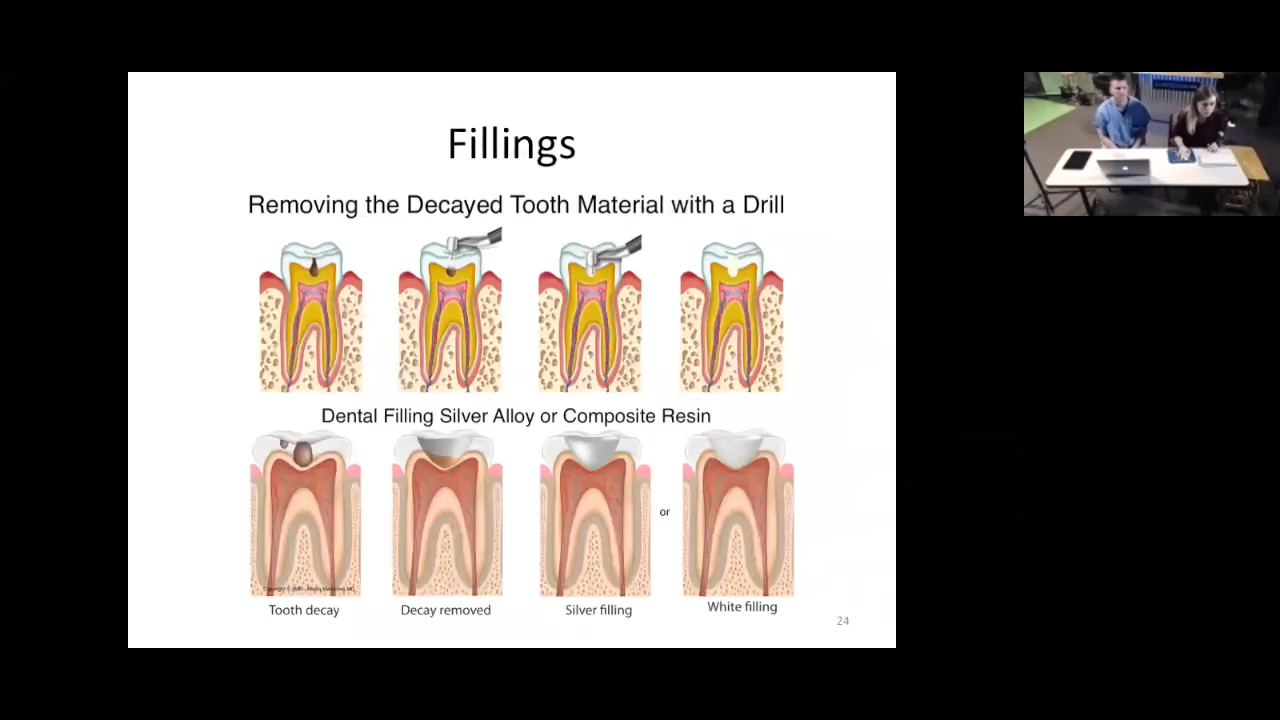 Fillings
Removing the Decayed Tooth Material with a Drill
Dental Filling Silver Alloy or Composite Resin
or
Tooth decay
Decay removed
Silver filling
White filling
24